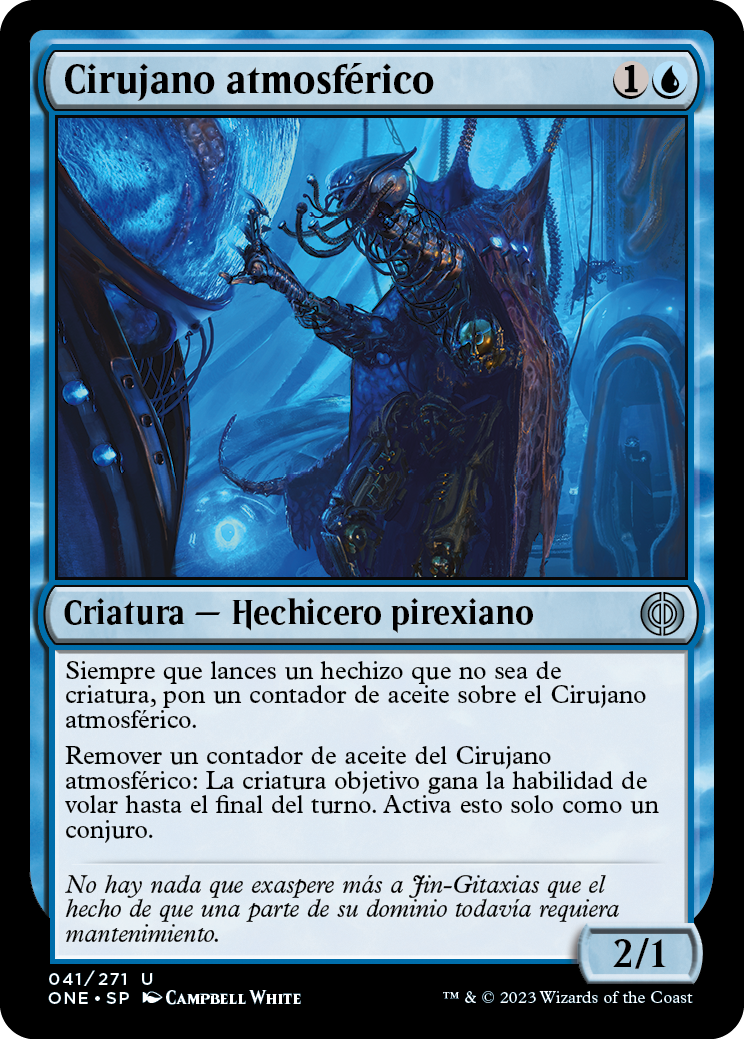 Cirujano atmosférico 1
Criatura — Hechicero pirexiano
Siempre que lances un hechizo que no sea de
criatura, pon un contador de aceite sobre el Cirujano
atmosférico.
Remover un contador de aceite del Cirujano
atmosférico: La criatura objetivo gana la habilidad de
volar hasta el final del turno. Activa esto solo como un
conjuro.
No hay nada que exaspere más a Jin-Gitaxias que el
hecho de que una parte de su dominio todavía requiera
mantenimiento.
2/1
041/271 U
ONE • SP Campbell White
™ & © 2023 Wizards of the Coast